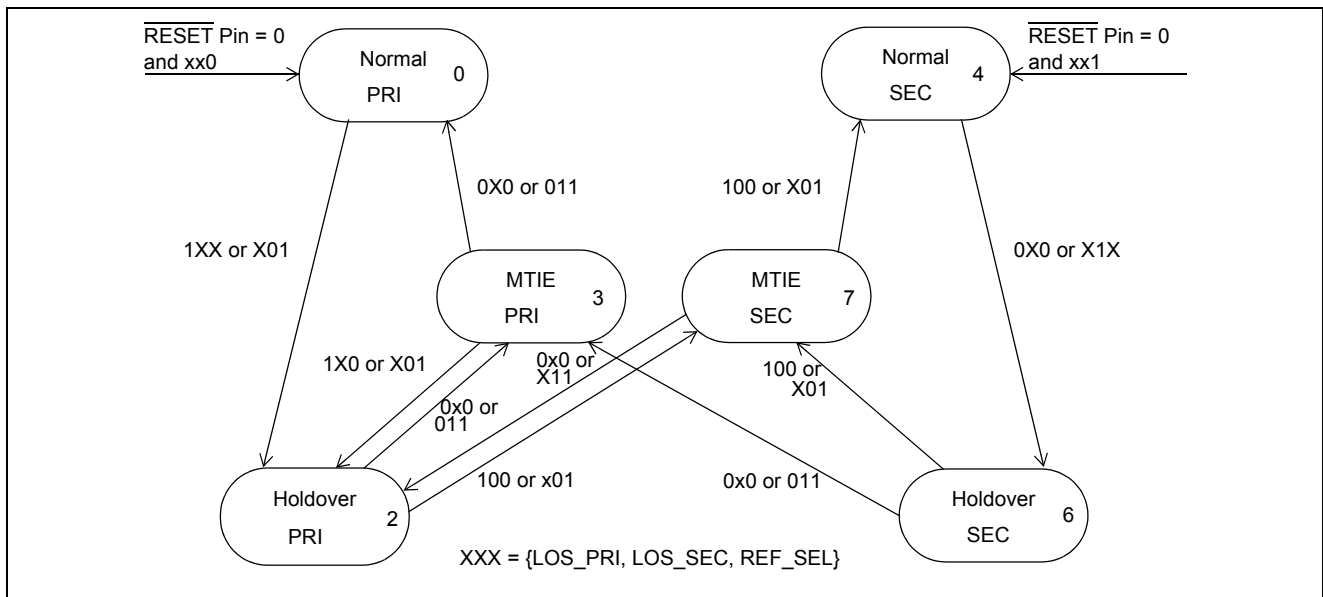 RESET Pin = 0
and xx0
Normal
PRI
0
Normal
SEC
4
RESET Pin = 0
and xx1
0X0 or 011
100 or X01
1XX or X01
0X0 or X1X
MTIE
PRI
3
MTIE
SEC
7
1X0 or X01
0x0 or
X11
100 or
X01
0x0 or
011
100 or x01
0x0 or 011
Holdover
PRI
2
Holdover
SEC
6
XXX = {LOS_PRI, LOS_SEC, REF_SEL}